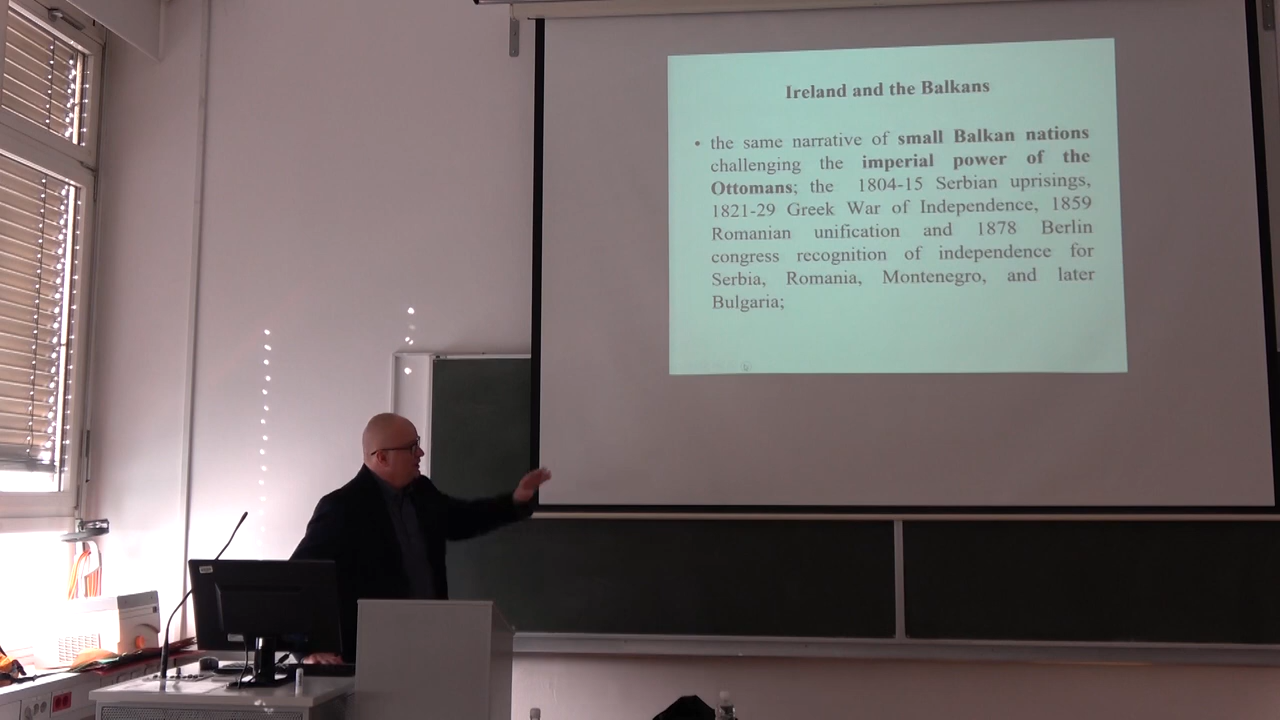 Ireland and the Balkans
• the same narrative of small Balkan nations
challenging the imperial power of the
Ottomans; the 1804-15 Serbian uprisings,
1821-29 Greek War of Independence, 1859
Romanian unification and 1878 Berlin
congress recognition of independence for
Serbia, Romania, Montenegro, and later
Bulgaria;